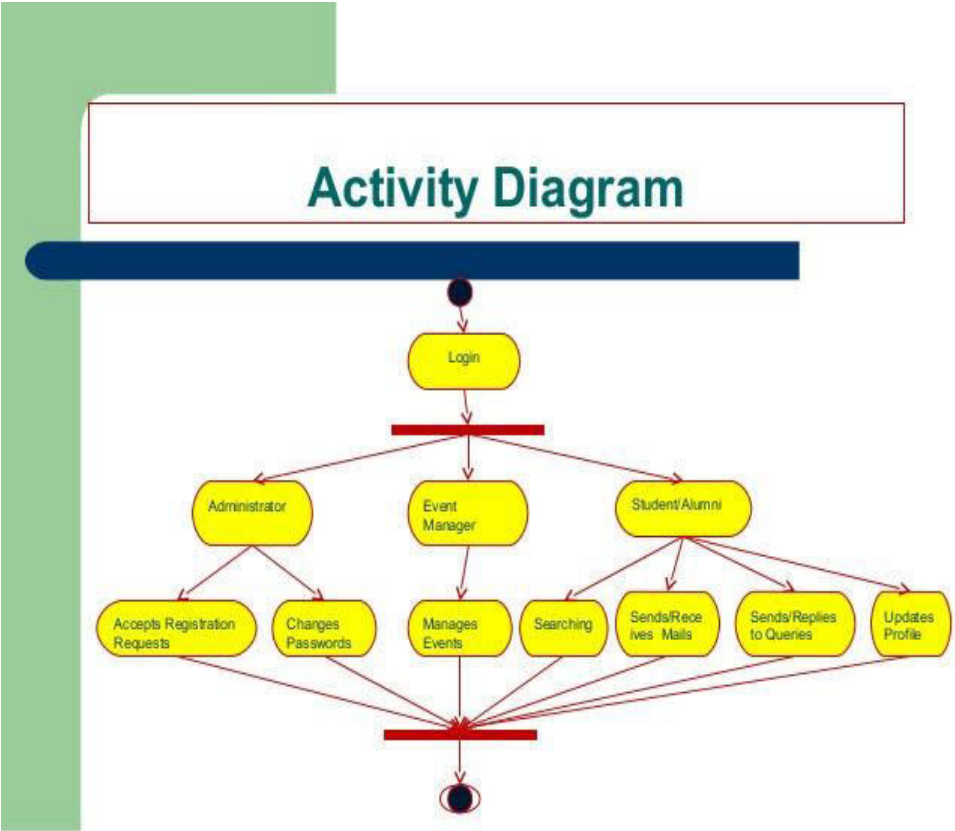 Activity Diagram
Login
Administrator
Event
Manager
Student/Alumni
Accepts Registration
Requests
Changes
Passwords
Manages
Events
Searching
Sends/Rece
ives Mails
Sends/Replies
to Queries
Updates
Profile